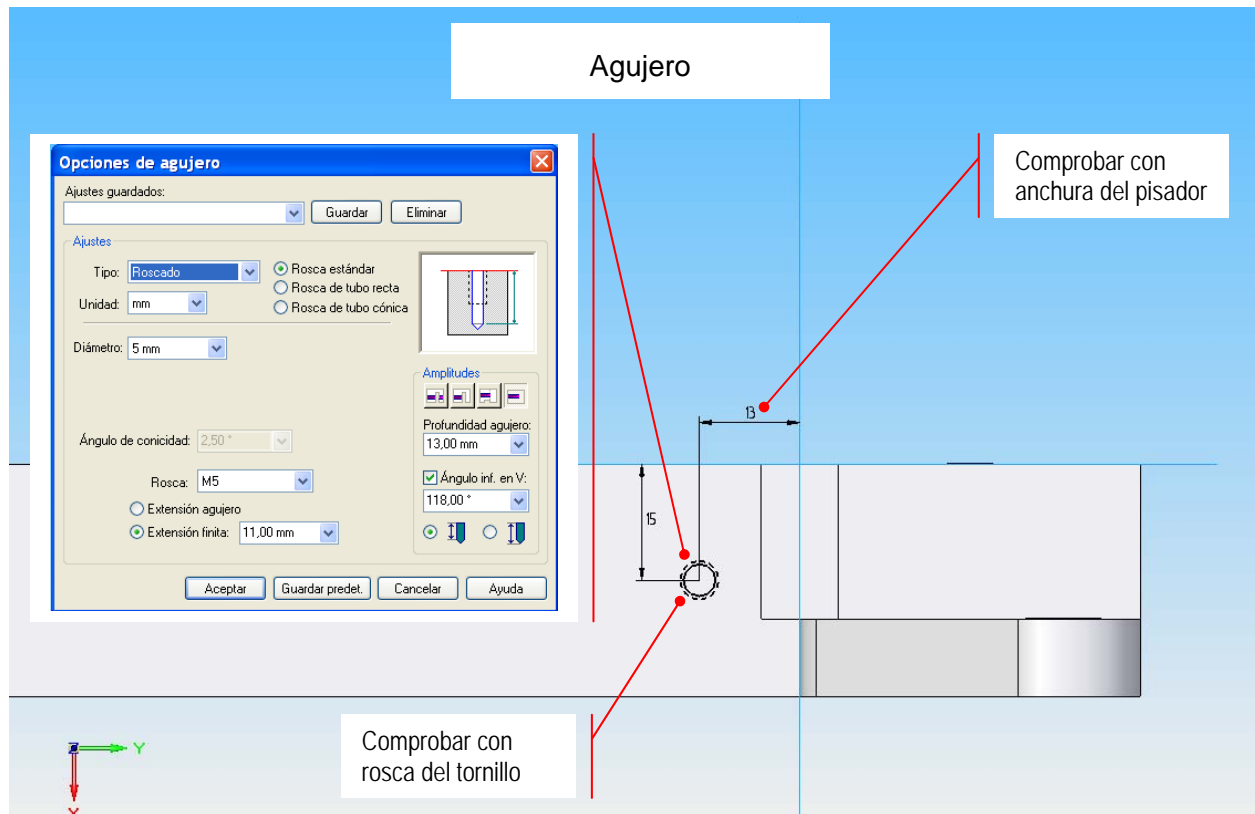 Agujero
Opciones de agujero
Ajustes guardados:
Guardar
Eliminar
Ajustes
Tipo: Roscado
Rosca estándar
Rosca de tubo recta
Rosca de tubo cónica
Unidad: mm
Diámetro: 5 mm
Amplitudes
Profundidad agujero:
13,00 mm
Ángulo de conicidad: 2,50 °
Rosca: M5
Ángulo inf. en V:
118,00 °
Extensión agujero
Extensión finita: 11,00 mm
Aceptar
Guardar predet.
Cancelar
Ayuda
Comprobar con
anchura del pisador
13
15
Comprobar con
rosca del tornillo
Z
Y
X